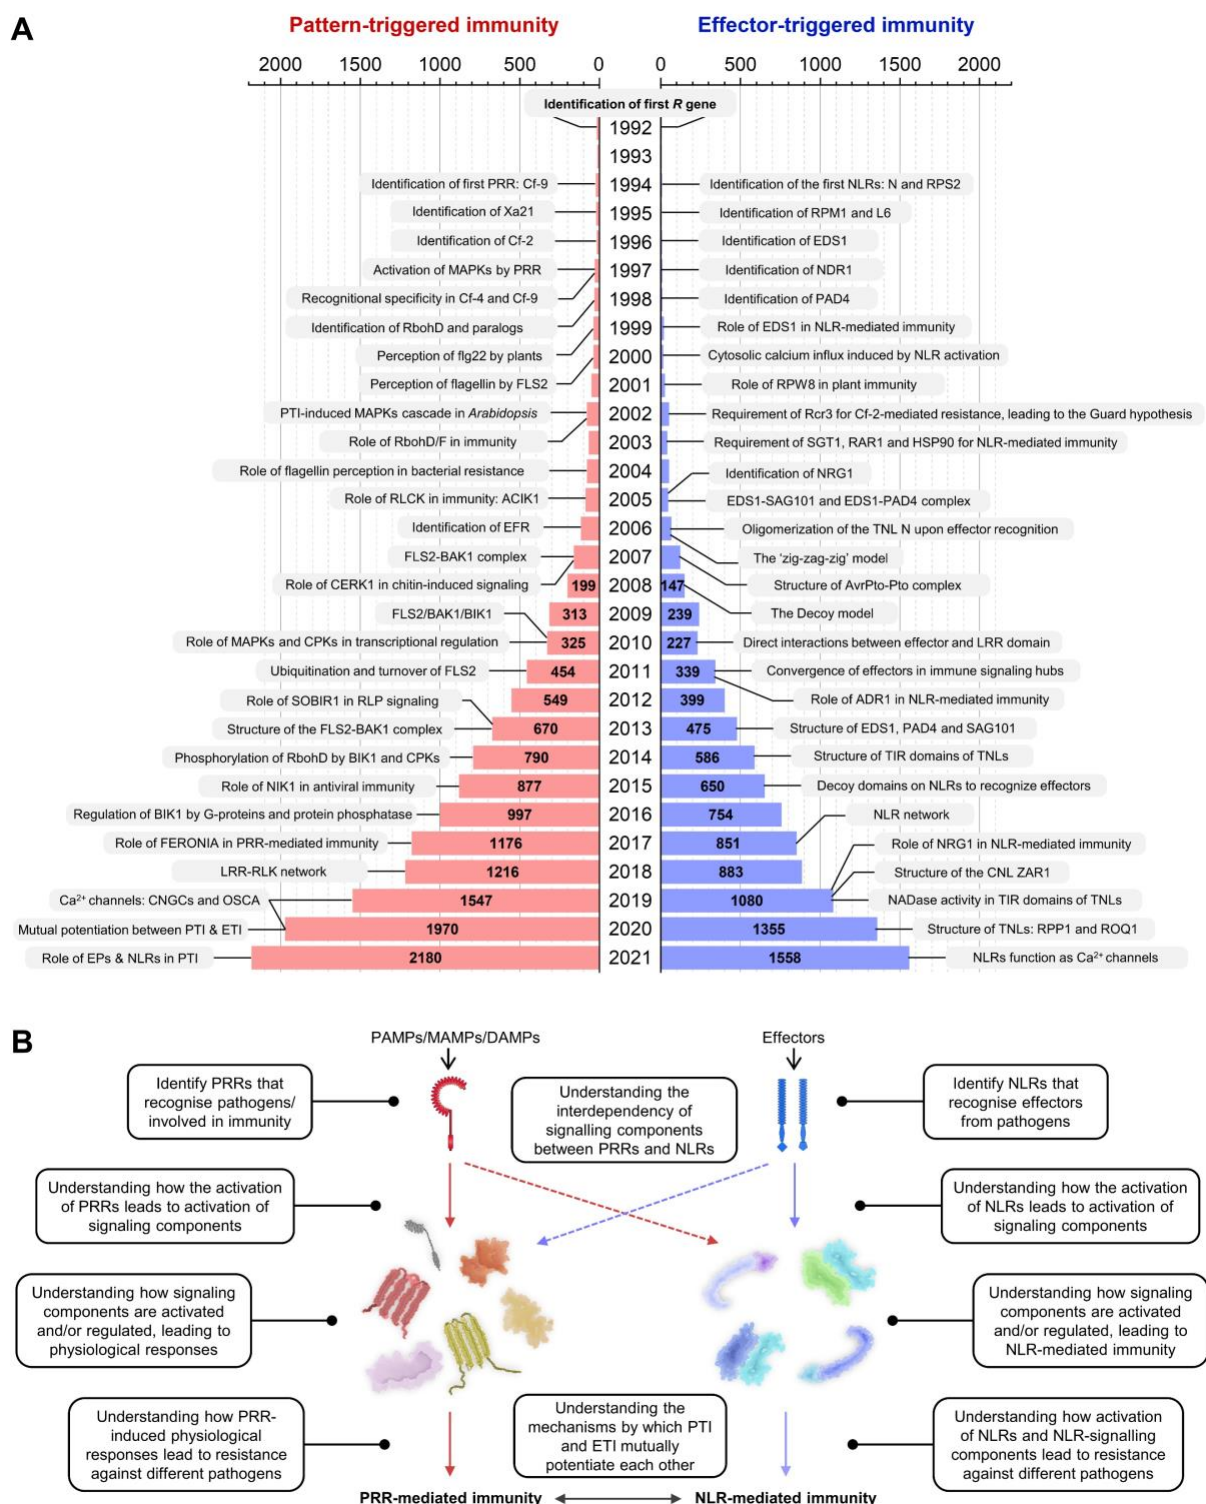 A
Pattern-triggered immunity
Effector-triggered immunity
2000 1500 1000 500 0
0 500 1000 1500 2000
Identification of first R gene
1992
1993
Identification of first PRR: Cf-9 1994 Identification of the first NLRs: N and RPS2
Identification of Xa21 1995 Identification of RPM1 and L6
Identification of Cf-2 1996 Identification of EDS1
Activation of MAPKs by PRR 1997 Identification of NDR1
Recognitional specificity in Cf-4 and Cf-9 1998 Identification of PAD4
Identification of RbohD and paralogs 1999 Role of EDS1 in NLR-mediated immunity
Perception of flg22 by plants 2000 Cytosolic calcium influx induced by NLR activation
Perception of flagellin by FLS2 2001 Role of RPW8 in plant immunity
PTI-induced MAPKs cascade in Arabidopsis 2002 Requirement of Rcr3 for Cf-2-mediated resistance, leading to the Guard hypothesis
Role of RbohD/F in immunity 2003 Requirement of SGT1, RAR1 and HSP90 for NLR-mediated immunity
Role of flagellin perception in bacterial resistance 2004 Identification of NRG1
Role of RLCK in immunity: ACIK1 2005 EDS1-SAG101 and EDS1-PAD4 complex
Identification of EFR 2006 Oligomerization of the TNL N upon effector recognition
FLS2-BAK1 complex 2007 The ‘zig-zag-zig’ model
Role of CERK1 in chitin-induced signaling 199 2008 147 Structure of AvrPto-Pto complex
FLS2/BAK1/BIK1 313 2009 239 The Decoy model
Role of MAPKs and CPKs in transcriptional regulation 325 2010 227 Direct interactions between effector and LRR domain
Ubiquitination and turnover of FLS2 454 2011 339 Convergence of effectors in immune signaling hubs
Role of SOBIR1 in RLP signaling 549 2012 399 Role of ADR1 in NLR-mediated immunity
Structure of the FLS2-BAK1 complex 670 2013 475 Structure of EDS1, PAD4 and SAG101
Phosphorylation of RbohD by BIK1 and CPKs 790 2014 586 Structure of TIR domains of TNLs
Role of NIK1 in antiviral immunity 877 2015 650 Decoy domains on NLRs to recognize effectors
Regulation of BIK1 by G-proteins and protein phosphatase 997 2016 754 NLR network
Role of FERONIA in PRR-mediated immunity 1176 2017 851 Role of NRG1 in NLR-mediated immunity
LRR-RLK network 1216 2018 883 Structure of the CNL ZAR1
Ca²⁺ channels: CNGCs and OSCA 1547 2019 1080 NADase activity in TIR domains of TNLs
Mutual potentiation between PTI & ETI 1970 2020 1355 Structure of TNLs: RPP1 and ROQ1
Role of EPs & NLRs in PTI 2180 2021 1558 NLRs function as Ca²⁺ channels
B
PAMPs/MAMPs/DAMPs
Effectors
Identify PRRs that
recognise pathogens/
involved in immunity
Understanding the
interdependency of
signalling components
between PRRs and NLRs
Identify NLRs that
recognise effectors
from pathogens
Understanding how the activation
of PRRs leads to activation of
signaling components
Understanding how the activation
of NLRs leads to activation of
signaling components
Understanding how signaling
components are activated
and/or regulated, leading to
physiological responses
Understanding how signaling
components are activated
and/or regulated, leading to
NLR-mediated immunity
Understanding how PRR-
induced physiological
responses lead to resistance
against different pathogens
Understanding the
mechanisms by which PTI
and ETI mutually
potentiate each other
Understanding how activation
of NLRs and NLR-signalling
components lead to resistance
against different pathogens
PRR-mediated immunity
NLR-mediated immunity